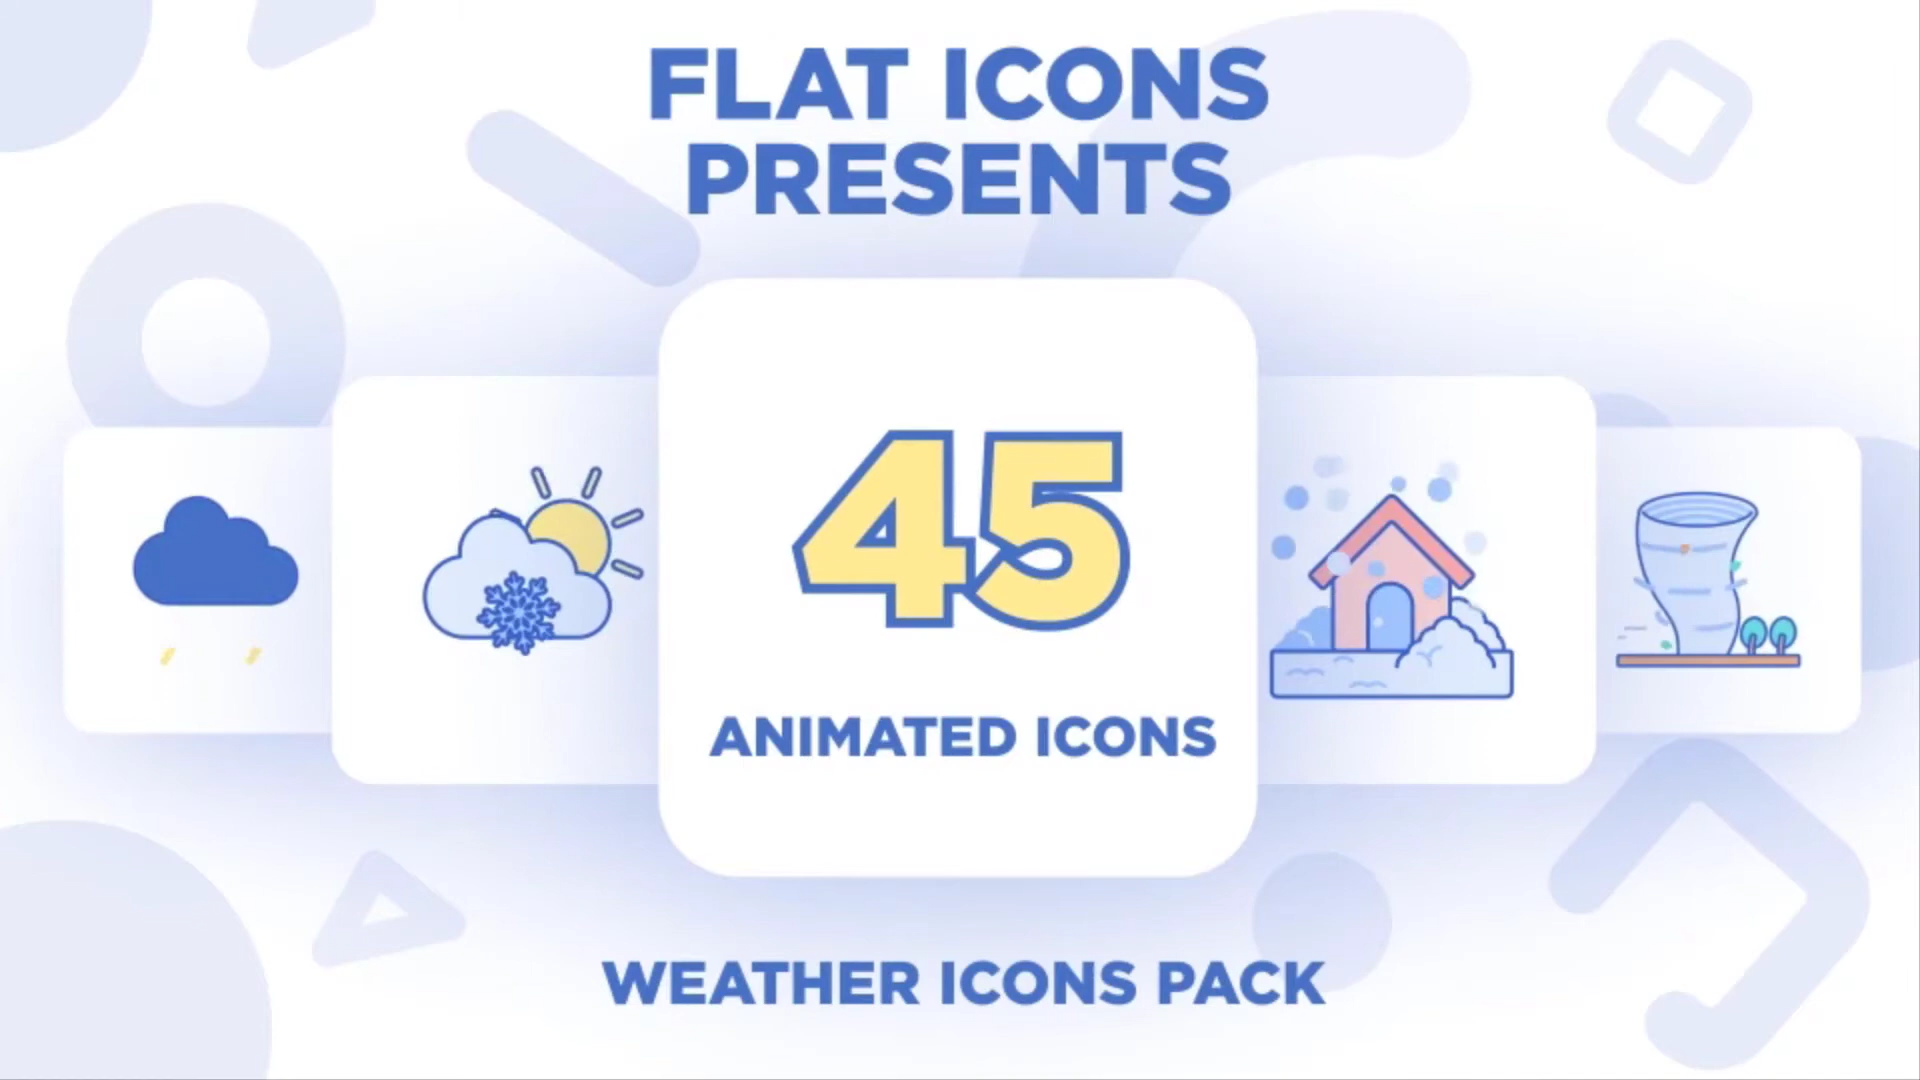 FLAT ICONS
PRESENTS
45
ANIMATED ICONS
WEATHER ICONS PACK